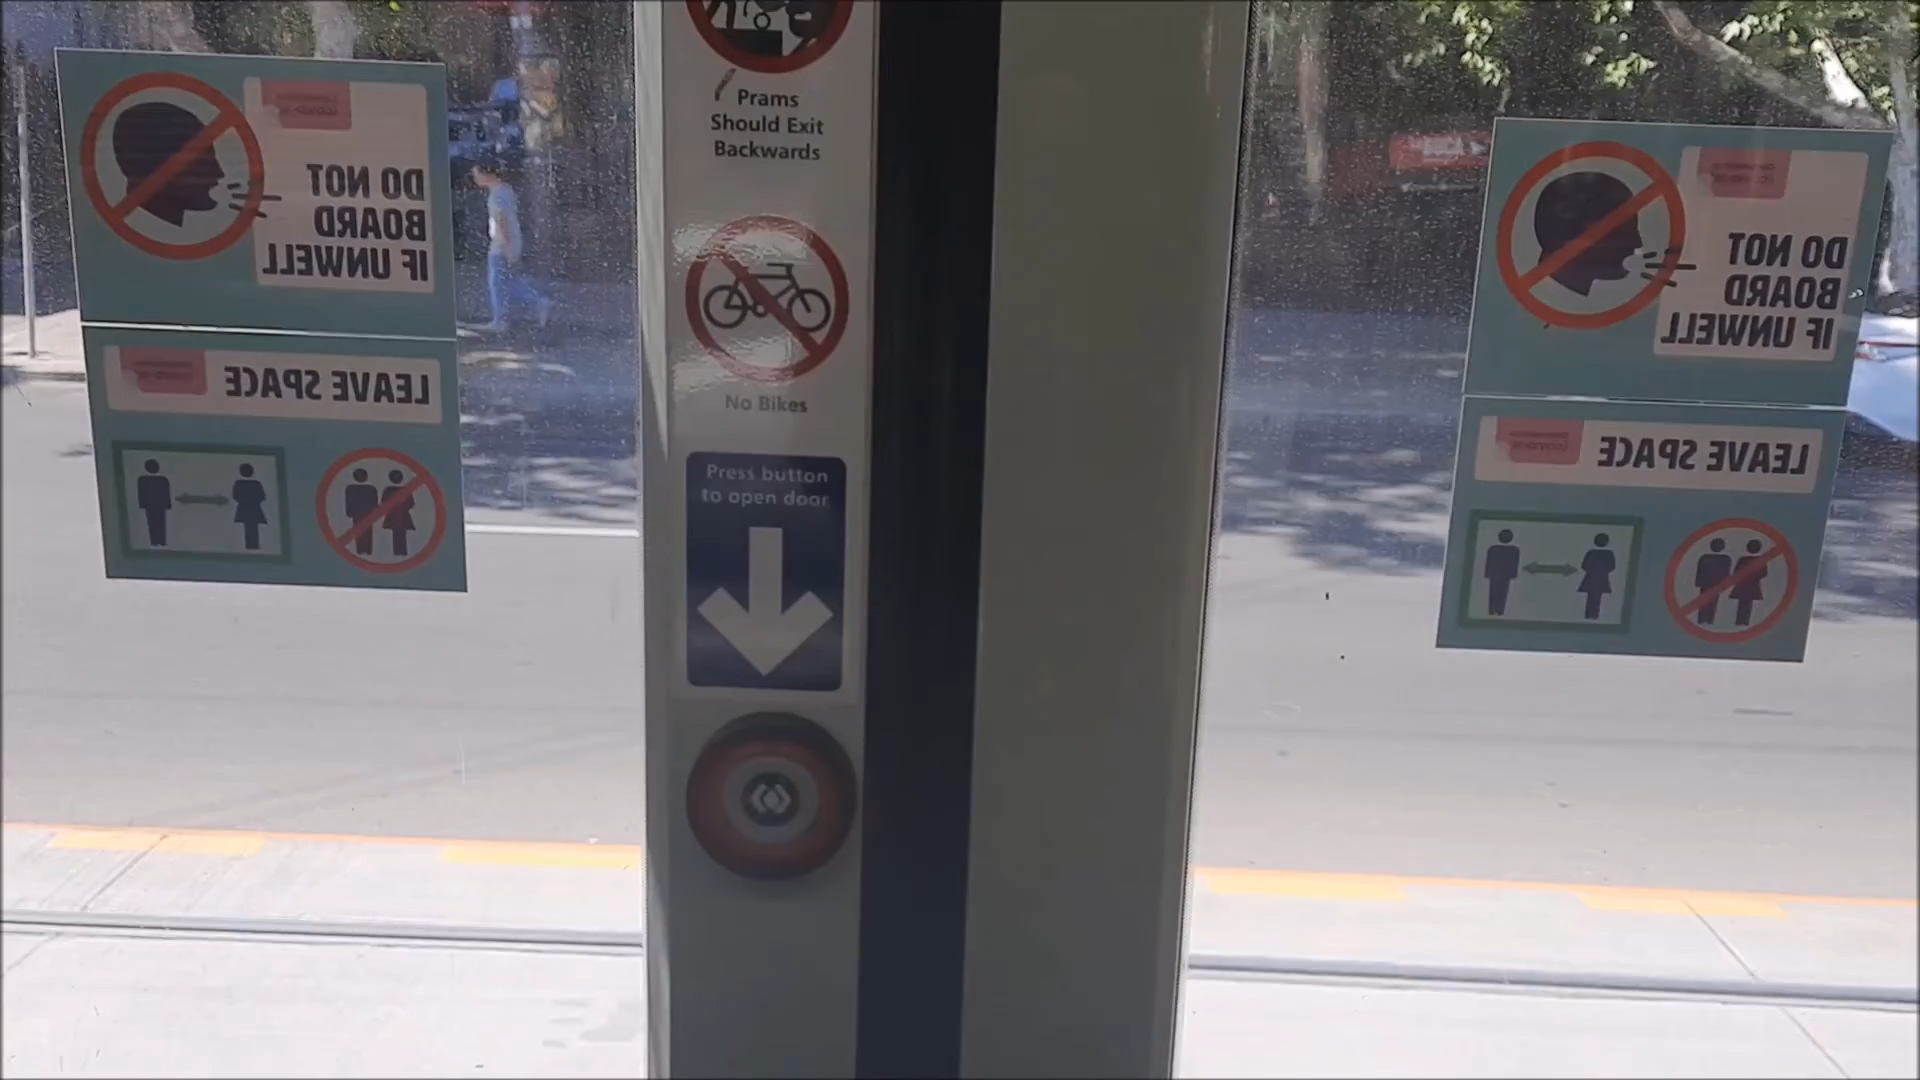 DO NOT
BOARD
IF UNWELL
LEAVE SPACE
Prams
Should Exit
Backwards
No Bikes
Press button
to open door
DO NOT
BOARD
IF UNWELL
LEAVE SPACE